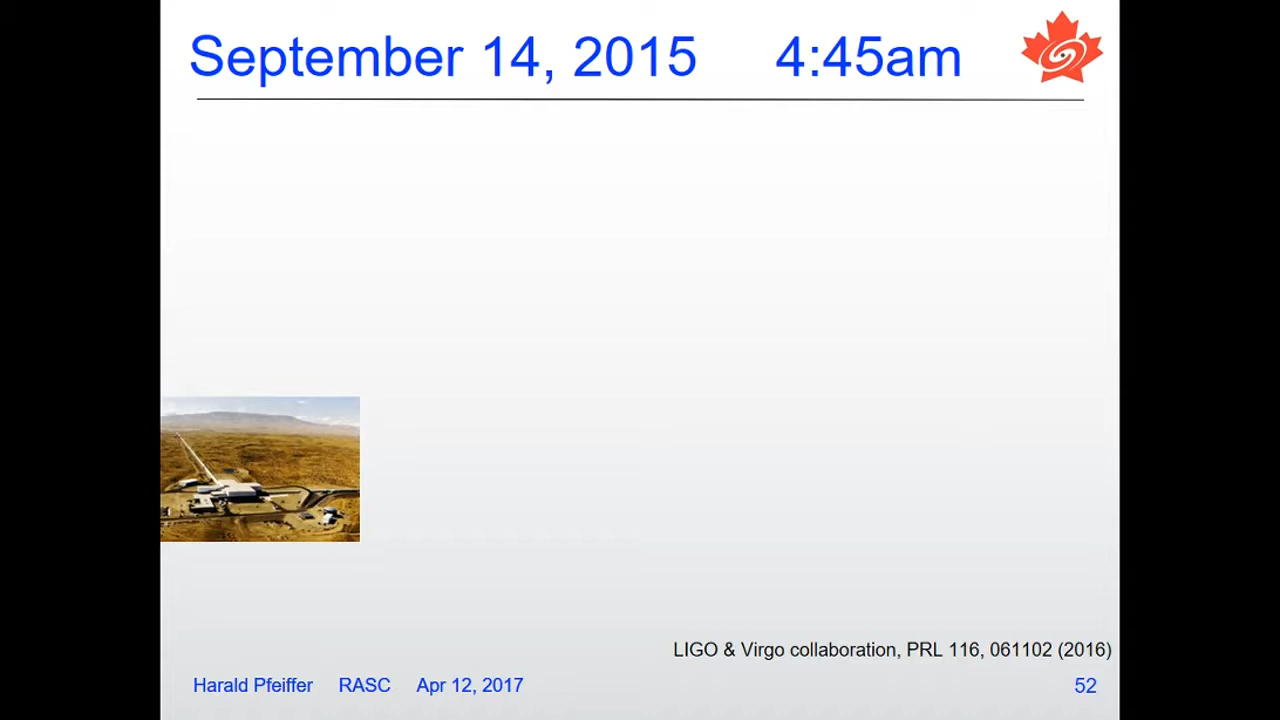 September 14, 2015 4:45am
LIGO & Virgo collaboration, PRL 116, 061102 (2016)
Harald Pfeiffer RASC Apr 12, 2017 52